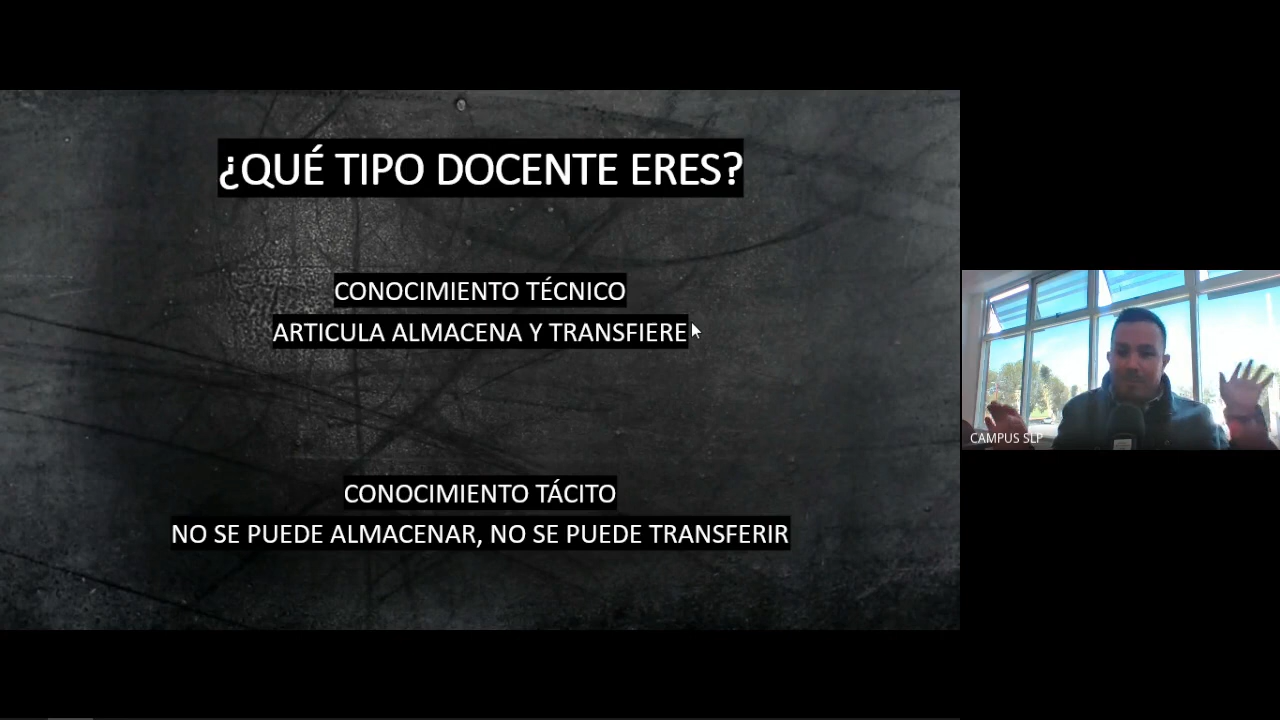 ¿QUÉ TIPO DOCENTE ERES?
CONOCIMIENTO TÉCNICO
ARTICULA ALMACENA Y TRANSFIERE
CONOCIMIENTO TÁCITO
NO SE PUEDE ALMACENAR, NO SE PUEDE TRANSFERIR
CAMPUS SLP